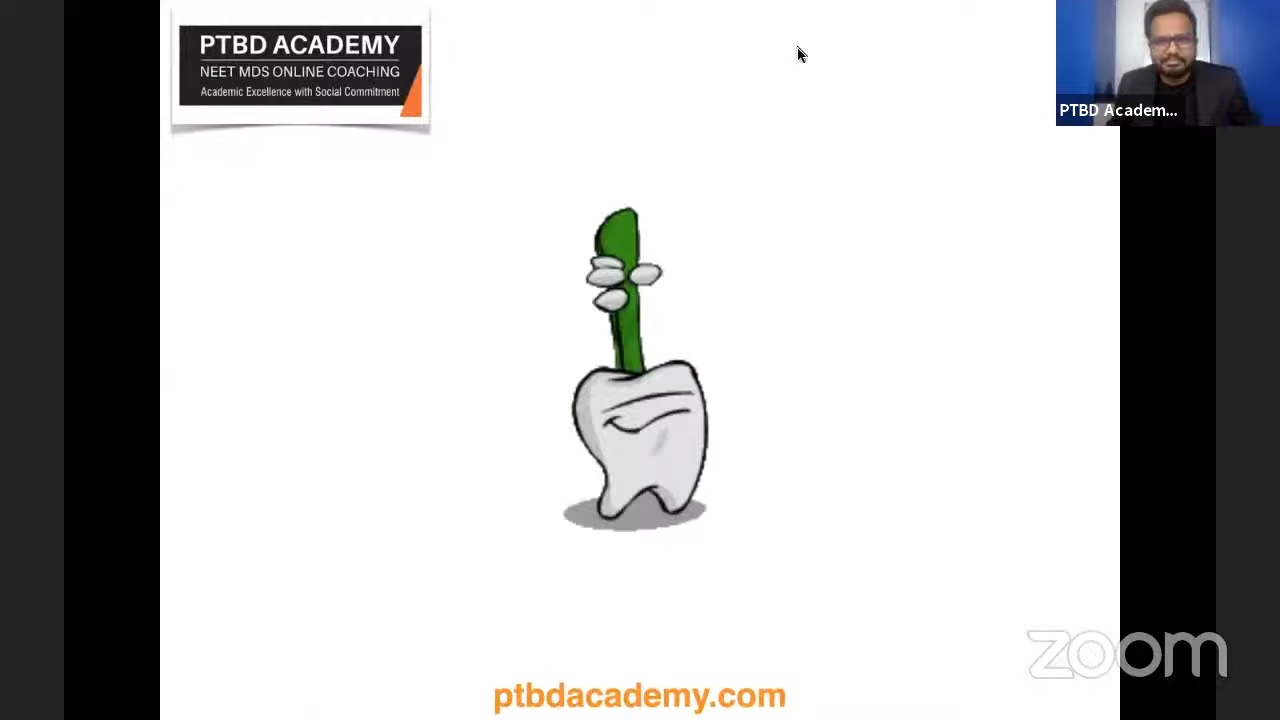 PTBD ACADEMY
NEET MDS ONLINE COACHING
Academic Excellence with Social Commitment
PTBD Academ...
zoom
ptbdacademy.com